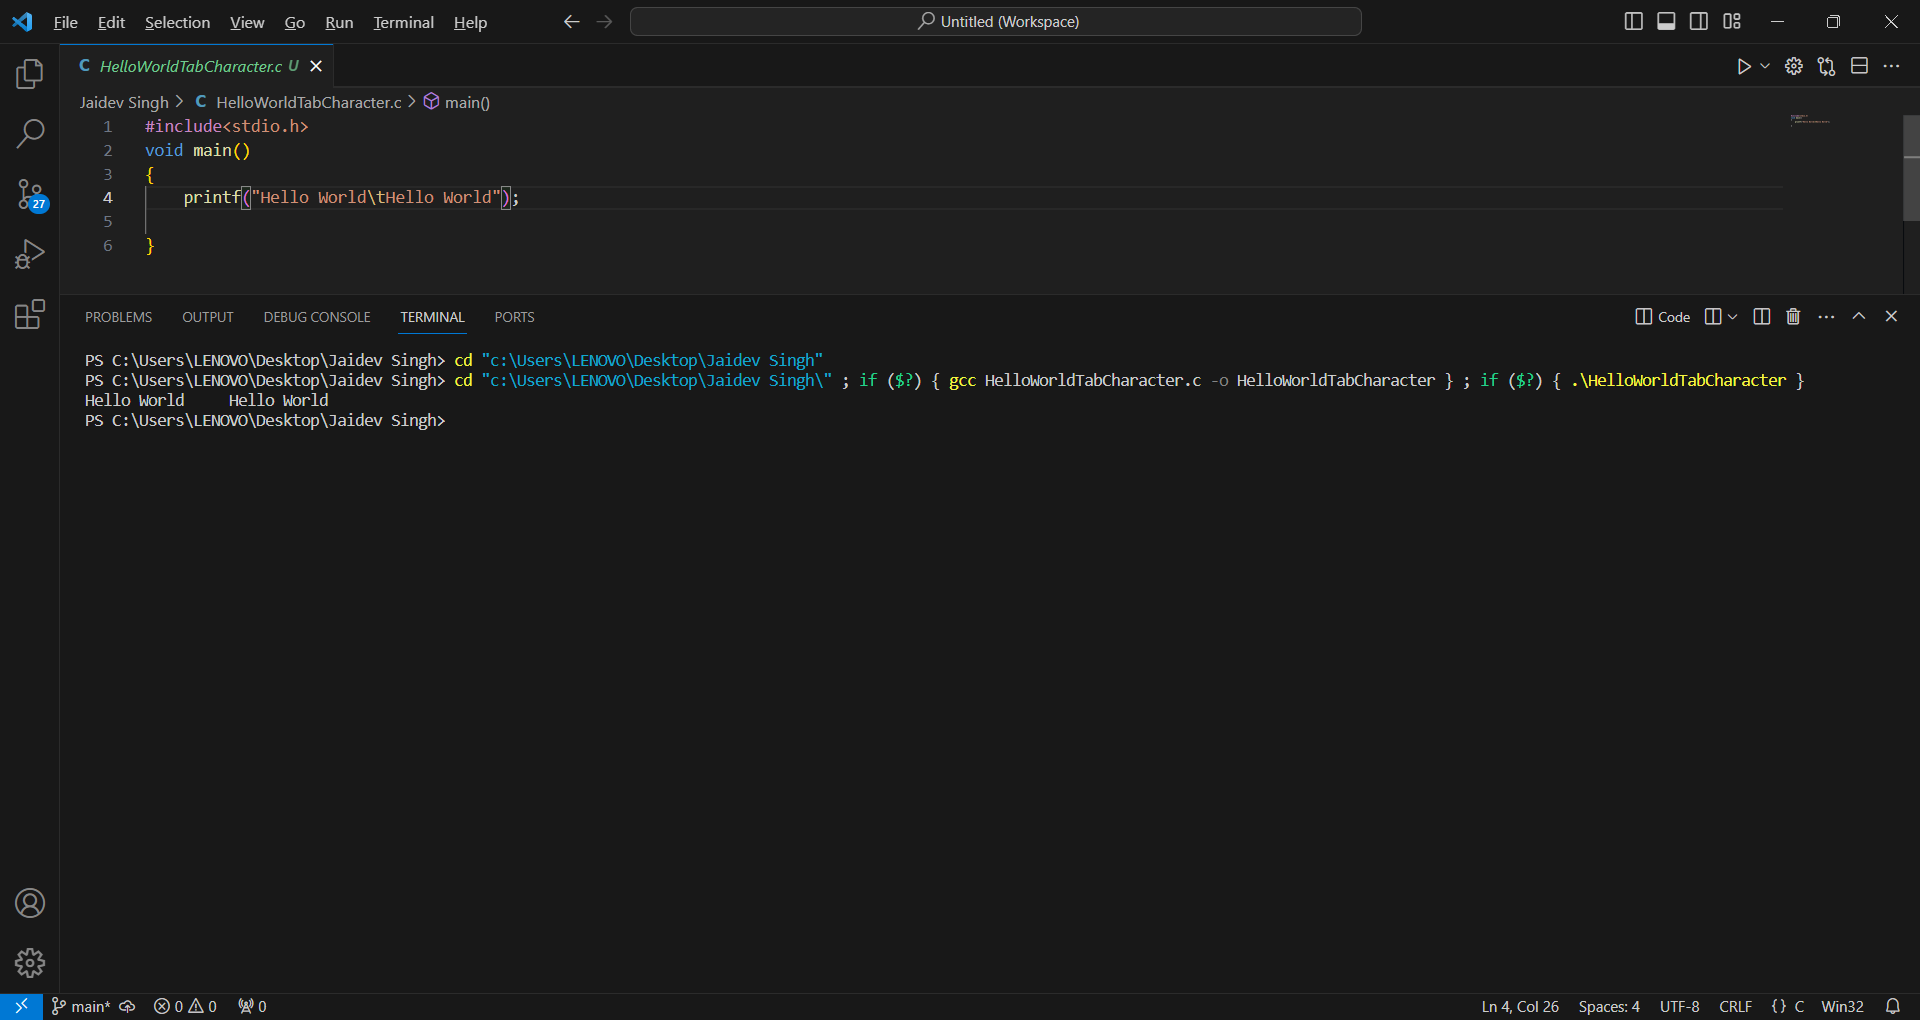 File Edit Selection View Go Run Terminal Help Untitled (Workspace)
C HelloWorldTabCharacter.c U
Jaidev Singh > C HelloWorldTabCharacter.c > main()
1 #include<stdio.h>
2 void main()
3 {
4 printf("Hello World\tHello World");
5
6 }
27
PROBLEMS OUTPUT DEBUG CONSOLE TERMINAL PORTS Code
PS C:\Users\LENOVO\Desktop\Jaidev Singh> cd "c:\Users\LENOVO\Desktop\Jaidev Singh"
PS C:\Users\LENOVO\Desktop\Jaidev Singh> cd "c:\Users\LENOVO\Desktop\Jaidev Singh\" ; if ($?) { gcc HelloWorldTabCharacter.c -o HelloWorldTabCharacter } ; if ($?) { .\HelloWorldTabCharacter }
Hello World     Hello World
PS C:\Users\LENOVO\Desktop\Jaidev Singh>
main* 0 0 0 Ln 4, Col 26 Spaces: 4 UTF-8 CRLF {} C Win32